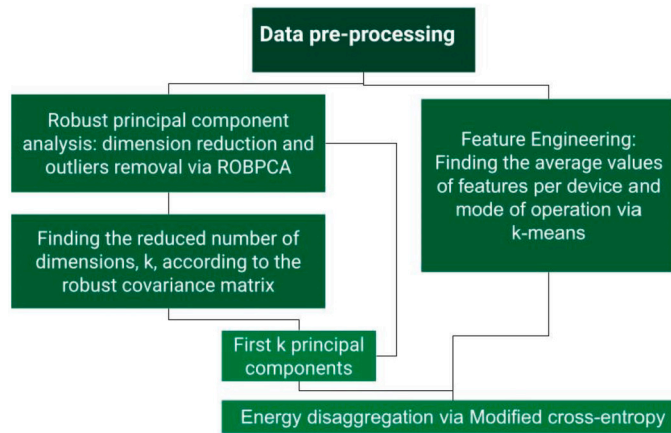 Data pre-processing
Robust principal component
analysis: dimension reduction and
outliers removal via ROBPCA
Feature Engineering:
Finding the average values
of features per device and
mode of operation via
k-means
Finding the reduced number of
dimensions, k, according to the
robust covariance matrix
First k principal
components
Energy disaggregation via Modified cross-entropy